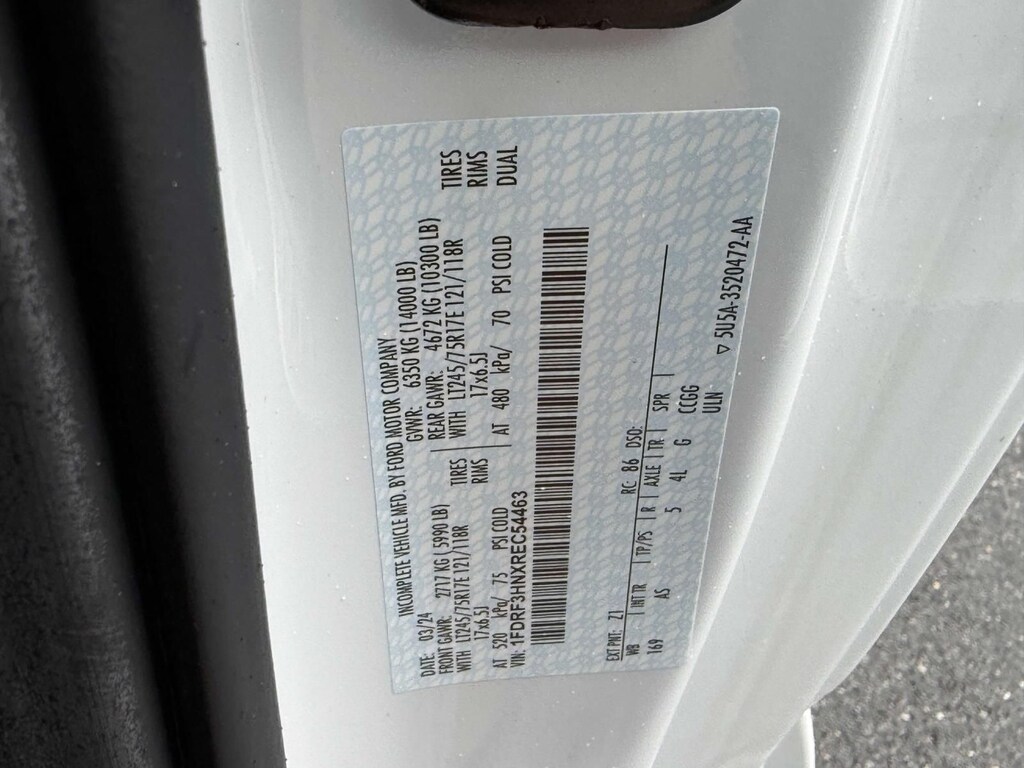 INCOMPLETE VEHICLE MFD. BY FORD MOTOR COMPANY
DATE: 03/24 GVWR: 6350 KG (14000 LB)
FRONT GAWR: 2717 KG (5990 LB) REAR GAWR: 4672 KG (10300 LB)
WITH LT245/75R17E 121/118R TIRES WITH LT245/75R17E 121/118R TIRES
17x6.5J RIMS 17x6.5J RIMS
AT 520 kPa/ 75 PSI COLD AT 480 kPa/ 70 PSI COLD DUAL
VIN: 1FDRF3HNXREC54463
EXT PNT: Z1 RC: 86 DSO:
WB INT TR TP/PS R AXLE TR SPR
169 AS 5 4L G CCGG
ULN
▽ 5U5A-3520472-AA